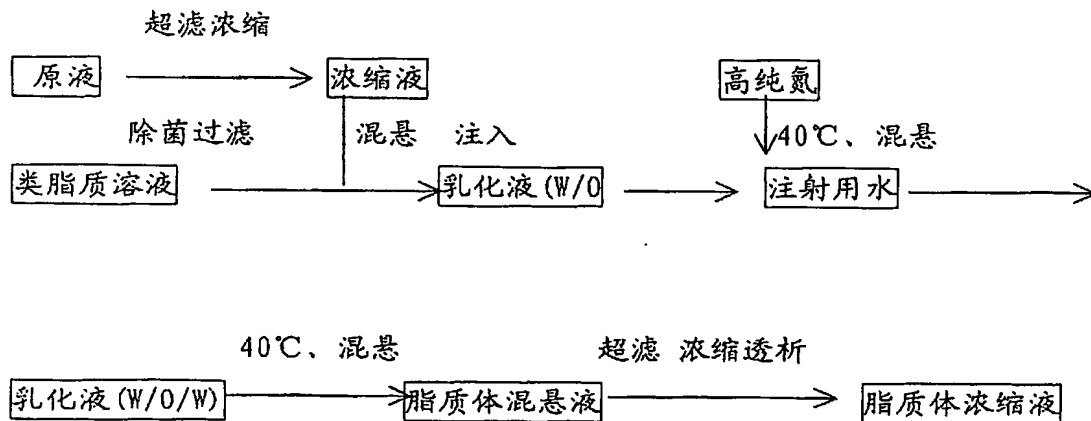 超滤浓缩
原液 浓缩液 高纯氮
除菌过滤 混悬 注入 40℃、混悬
类脂质溶液 乳化液(W/O 注射用水
40℃、混悬 超滤 浓缩透析
乳化液(W/O/W) 脂质体混悬液 脂质体浓缩液